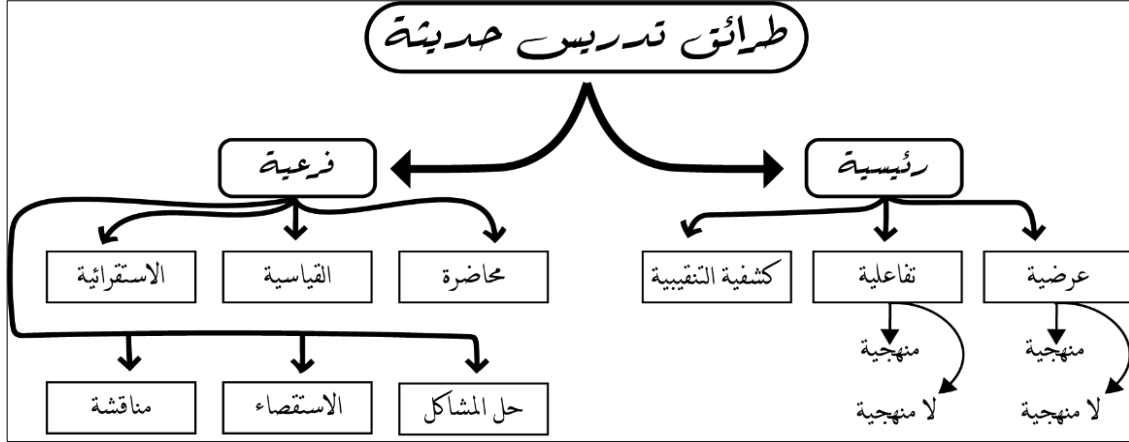 طرائق تدريس حديثة
رئيسية
فرعية
عرضية
تفاعلية
كشفية التنقيبية
محاضرة
القياسية
الاستقرائية
منهجية
منهجية
لا منهجية
لا منهجية
حل المشاكل
الاستقصاء
مناقشة